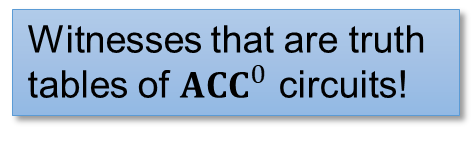 Witnesses that are truth
tables of 𝐀𝐂𝐂⁰ circuits!